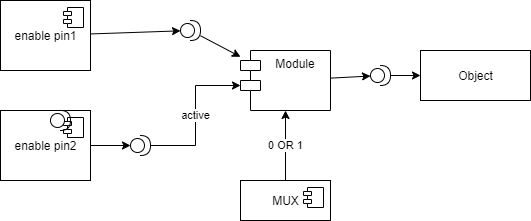 enable pin1
Module
Object
active
enable pin2
0 OR 1
MUX